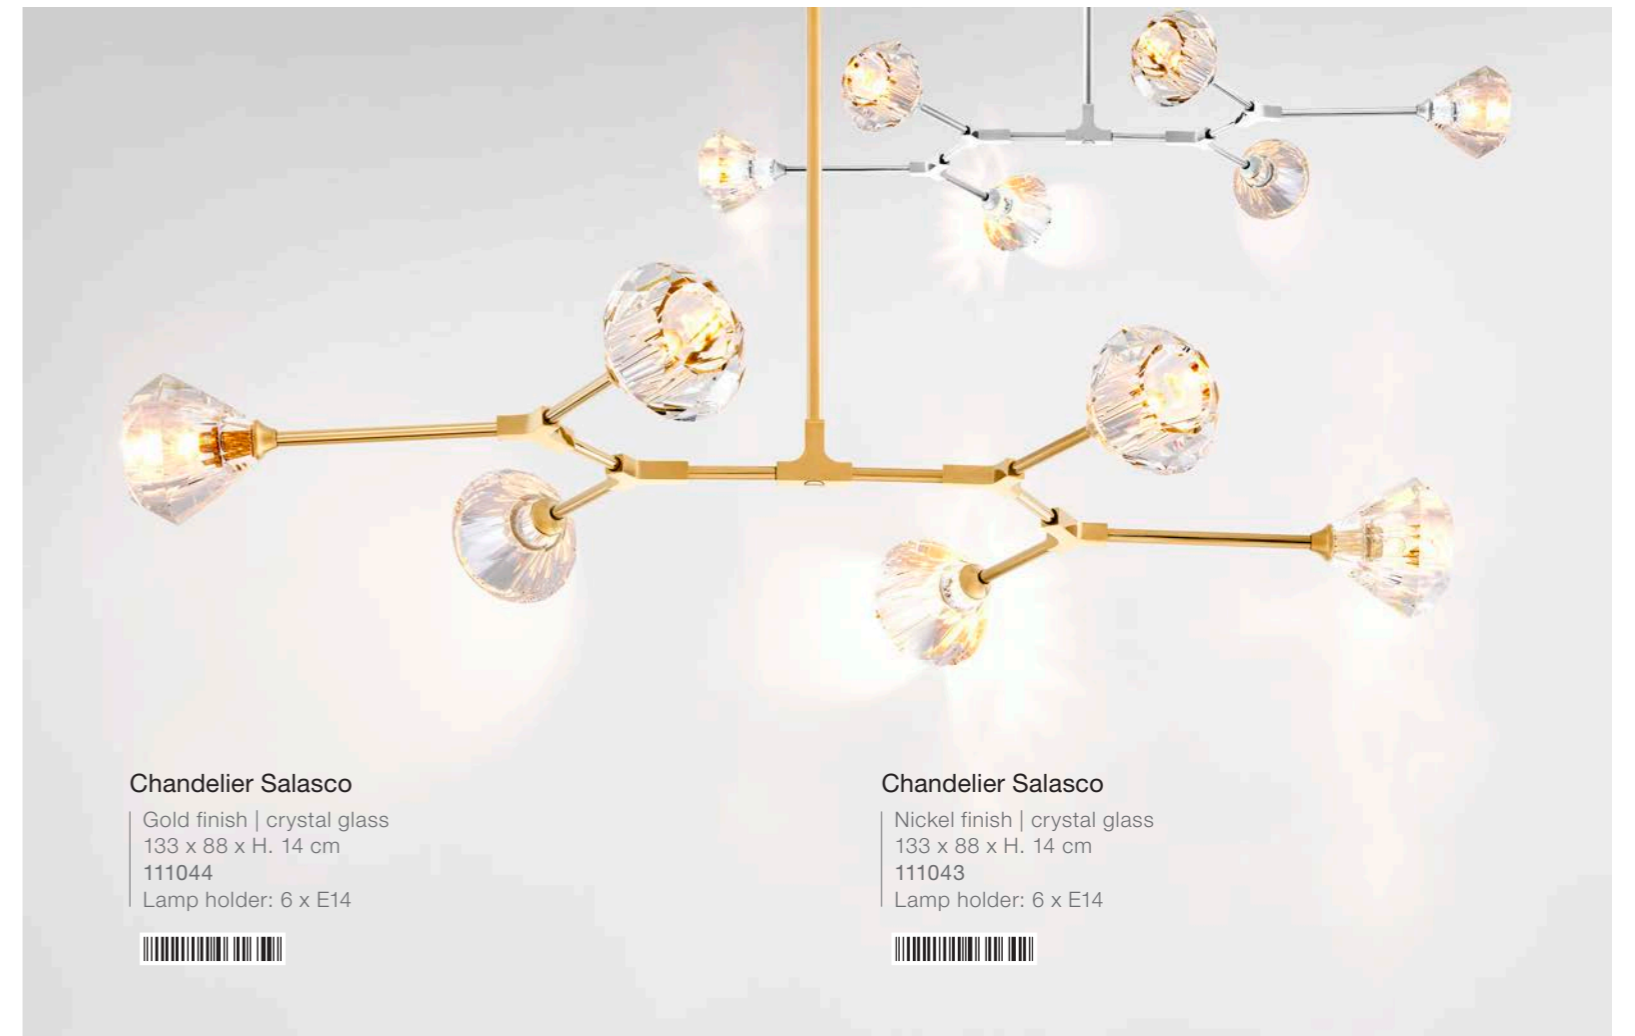 Chandelier Salasco
Gold finish | crystal glass
133 x 88 x H. 14 cm
111044
Lamp holder: 6 x E14
Chandelier Salasco
Nickel finish | crystal glass
133 x 88 x H. 14 cm
111043
Lamp holder: 6 x E14